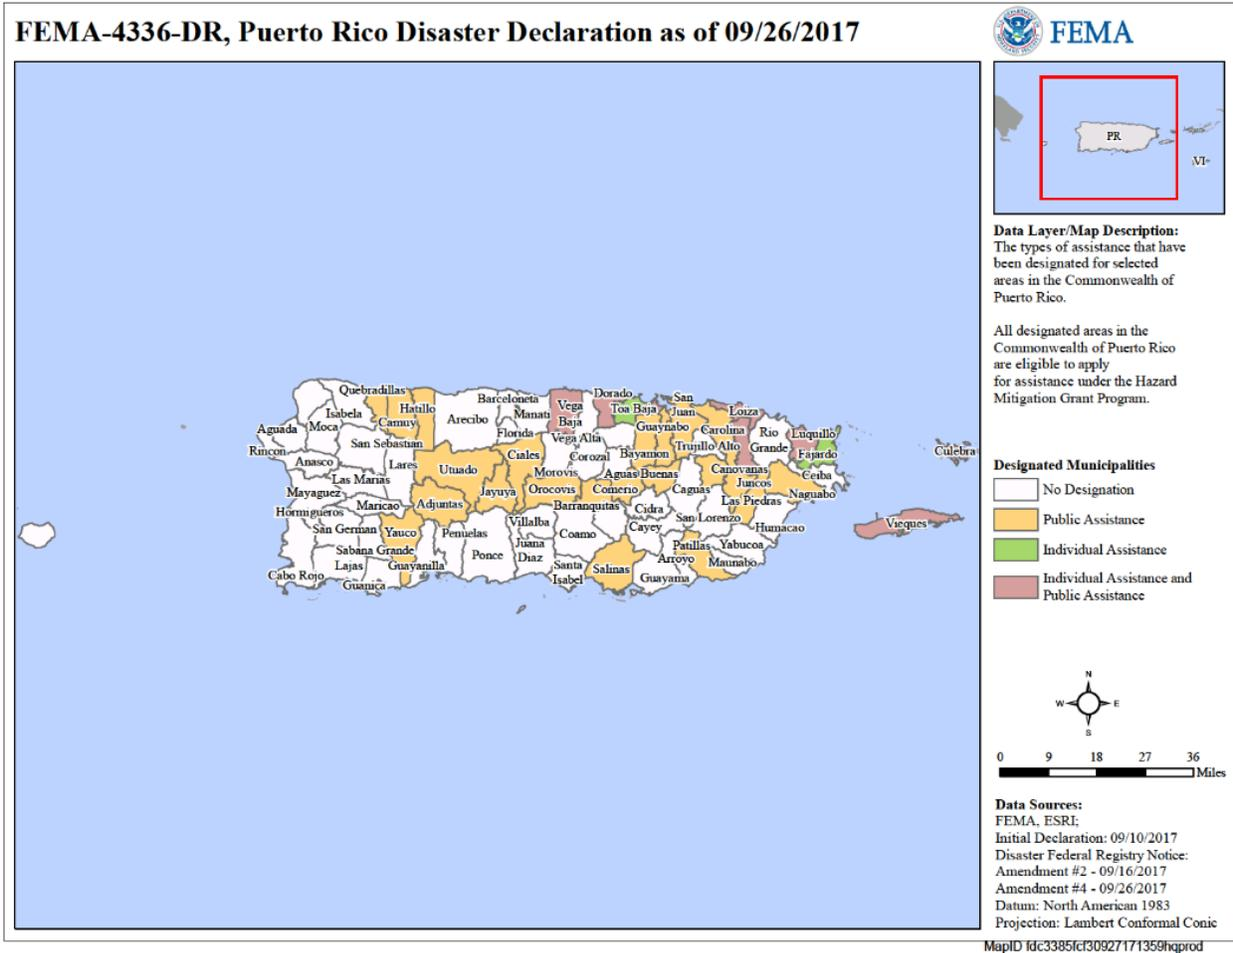 FEMA-4336-DR, Puerto Rico Disaster Declaration as of 09/26/2017
FEMA
PR
VI
Data Layer/Map Description:
The types of assistance that have
been designated for selected
areas in the Commonwealth of
Puerto Rico.
All designated areas in the
Commonwealth of Puerto Rico
are eligible to apply
for assistance under the Hazard
Mitigation Grant Program.
Quebradillas
Isabela
Camuy
Hatillo
Arecibo
Barceloneta
Manati
Florida
Vega
Baja
Vega Alta
Dorado
Toa Baja
San
Juan
Guaynabo
Carolina
Loiza
Rio
Grande
Luquillo
Fajardo
Ceiba
Culebra
Aguada
Moca
Rincon
San Sebastian
Anasco
Lares
Las Marias
Utuado
Ciales
Morovis
Corozal
Bayamon
Trujillo Alto
Canovanas
Aguas Buenas
Mayaguez
Maricao
Adjuntas
Jayuya
Orocovis
Comerio
Caguas
Juncos
Las Piedras
Naguabo
Hormigueros
Barranquitas
Cidra
San Lorenzo
Humacao
Vieques
San German
Yauco
Penuelas
Villalba
Coamo
Cayey
Sabana Grande
Juana
Diaz
Patillas
Yabucoa
Lajas
Guayanilla
Ponce
Santa
Isabel
Salinas
Arroyo
Maunabo
Cabo Rojo
Guanica
Guayama
Designated Municipalities
No Designation
Public Assistance
Individual Assistance
Individual Assistance and
Public Assistance
N
W
E
S
0 9 18 27 36
Miles
Data Sources:
FEMA, ESRI;
Initial Declaration: 09/10/2017
Disaster Federal Registry Notice:
Amendment #2 - 09/16/2017
Amendment #4 - 09/26/2017
Datum: North American 1983
Projection: Lambert Conformal Conic
MapID fdc3385fcf30927171359hqprod